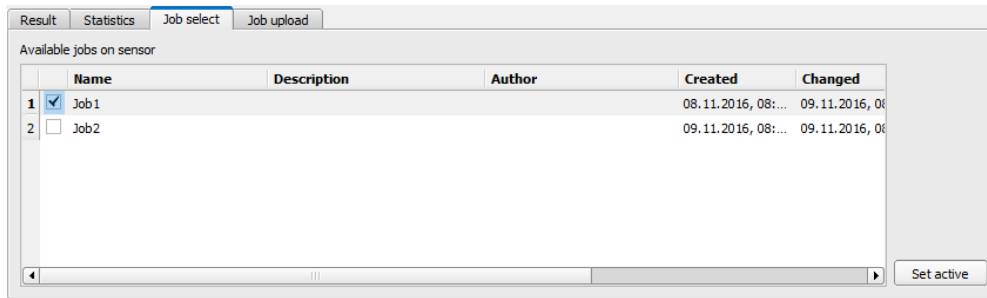 Result Statistics Job select Job upload
Available jobs on sensor
Name Description Author Created Changed
1 Job1 08.11.2016, 08:... 09.11.2016, 08
2 Job2 09.11.2016, 08:... 09.11.2016, 08
Set active